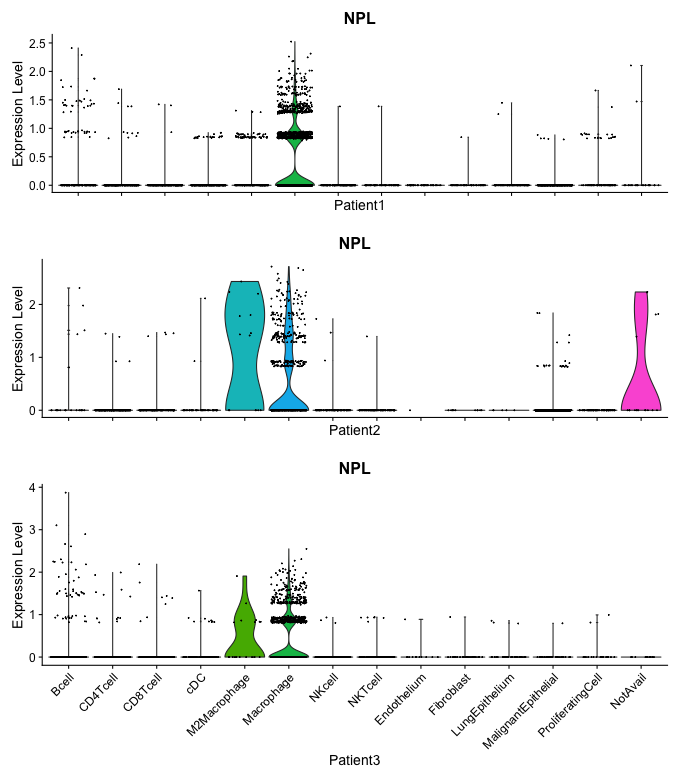 NPL
Expression Level
2.5
2.0
1.5
1.0
0.5
0.0
Patient1
NPL
Expression Level
2
1
0
Patient2
NPL
Expression Level
4
3
2
1
0
Bcell
CD4Tcell
CD8Tcell
cDC
M2Macrophage
Macrophage
NKcell
NKTcell
Endothelium
Fibroblast
LungEpithelium
MalignantEpithelial
ProliferatingCell
NotAvail
Patient3